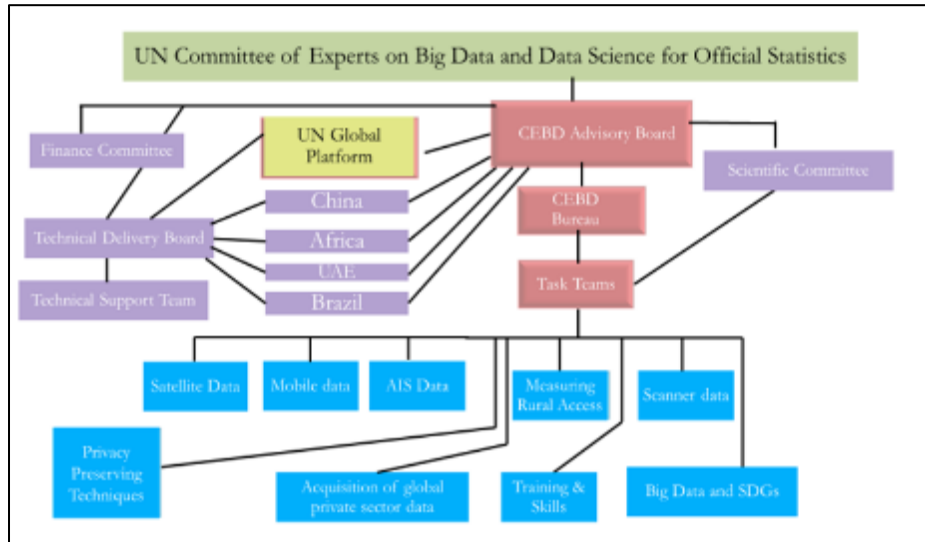 UN Committee of Experts on Big Data and Data Science for Official Statistics
Finance Committee
UN Global
Platform
CEBD Advisory Board
Scientific Committee
China
CEBD
Bureau
Technical Delivery Board
Africa
UAE
Task Teams
Technical Support Team
Brazil
Satellite Data
Mobile data
AIS Data
Measuring
Rural Access
Scanner data
Privacy
Preserving
Techniques
Acquisition of global
private sector data
Training &
Skills
Big Data and SDGs